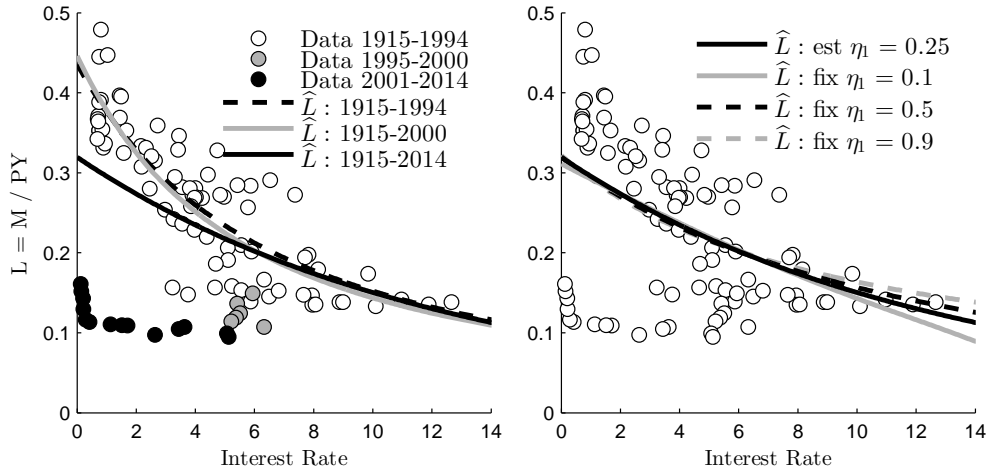 0.5
0.4
0.3
0.2
0.1
0
L = M / PY
0 2 4 6 8 10 12 14
Interest Rate
Data 1915-1994
Data 1995-2000
Data 2001-2014
L̂ : 1915-1994
L̂ : 1915-2000
L̂ : 1915-2014
0.5
0.4
0.3
0.2
0.1
0
0 2 4 6 8 10 12 14
Interest Rate
L̂ : est η₁ = 0.25
L̂ : fix η₁ = 0.1
L̂ : fix η₁ = 0.5
L̂ : fix η₁ = 0.9